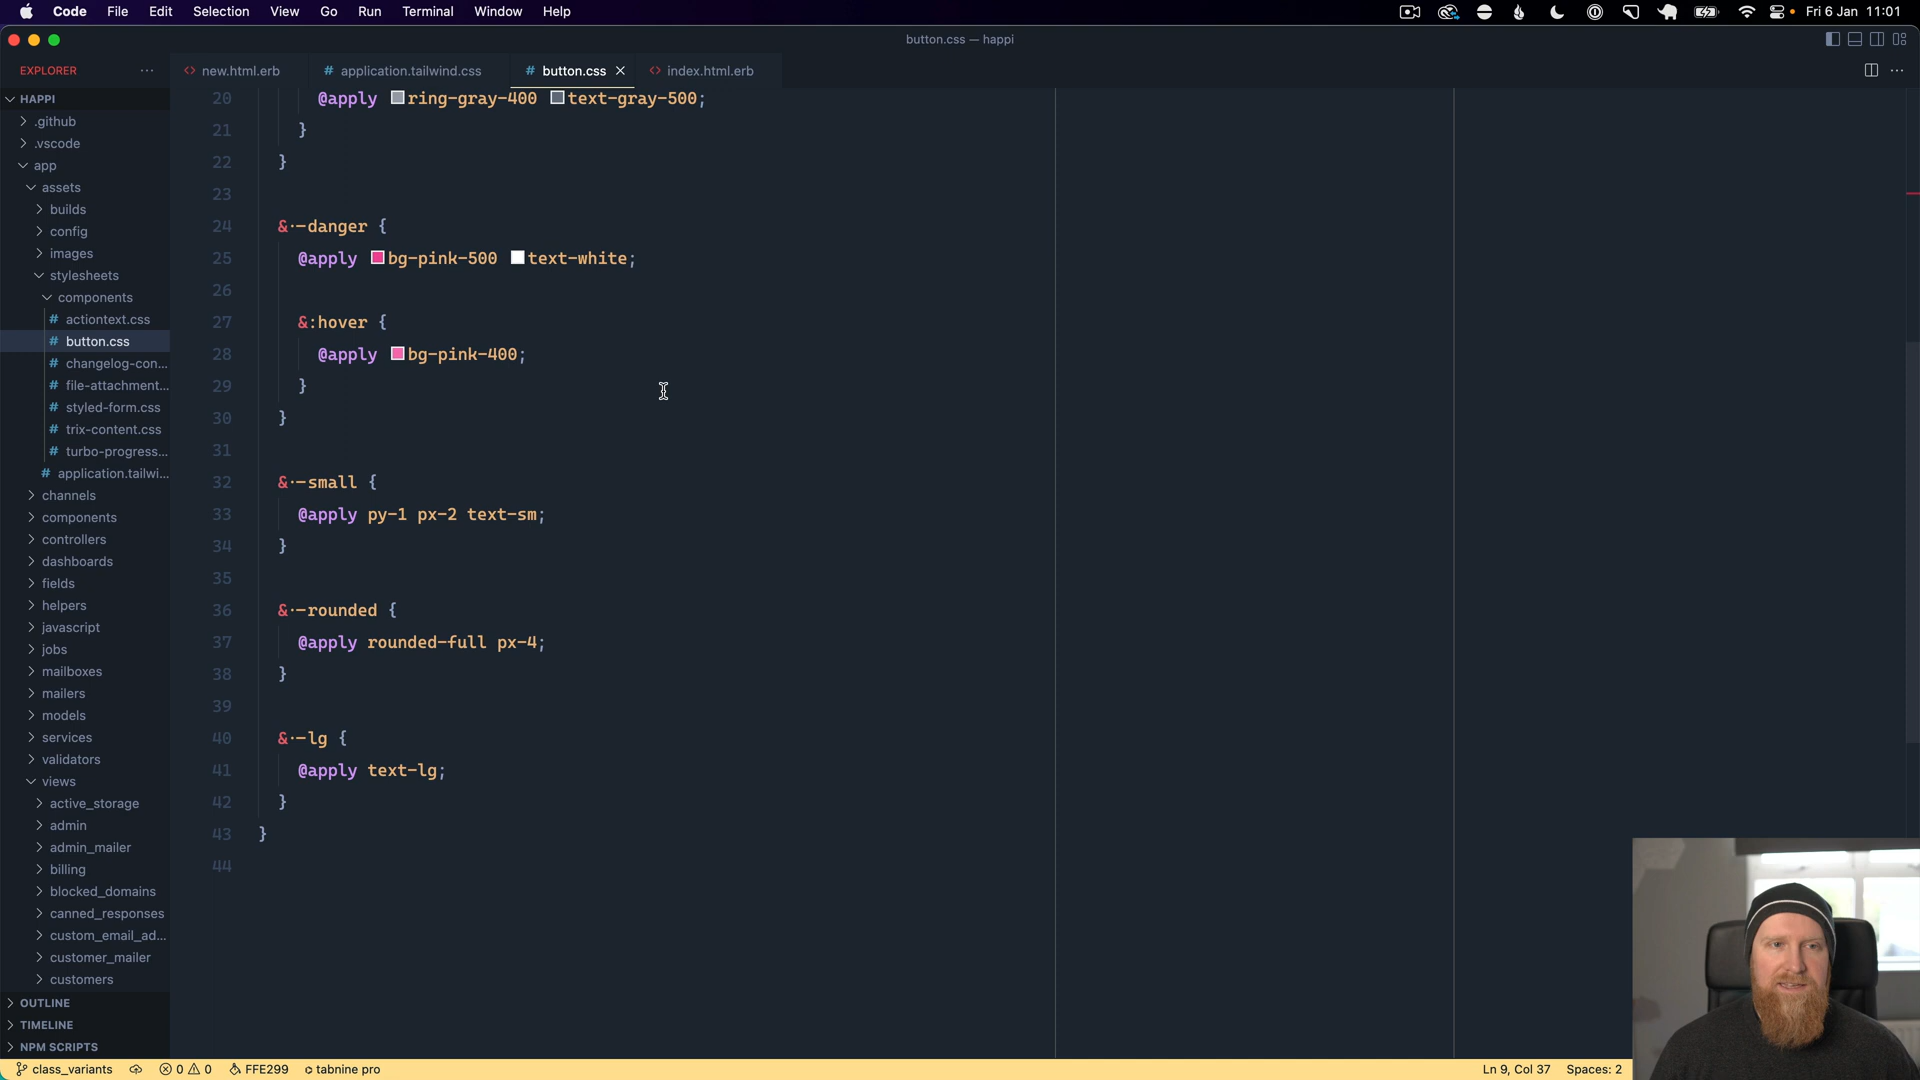 Code File Edit Selection View Go Run Terminal Window Help Fri 6 Jan 11:01
button.css — happi
EXPLORER ··· new.html.erb # application.tailwind.css # button.css index.html.erb ···
HAPPI
.github
.vscode
app
assets
builds
config
images
stylesheets
components
# actiontext.css
# button.css
# changelog-con...
# file-attachment...
# styled-form.css
# trix-content.css
# turbo-progress...
# application.tailwi...
channels
components
controllers
dashboards
fields
helpers
javascript
jobs
mailboxes
mailers
models
services
validators
views
active_storage
admin
admin_mailer
billing
blocked_domains
canned_responses
custom_email_ad...
customer_mailer
customers
OUTLINE
TIMELINE
NPM SCRIPTS
20 @apply ring-gray-400 text-gray-500;
21 }
22 }
23
24 &·-danger {
25 @apply bg-pink-500 text-white;
26
27 &:hover {
28 @apply bg-pink-400;
29 }
30 }
31
32 &·-small {
33 @apply py-1 px-2 text-sm;
34 }
35
36 &·-rounded {
37 @apply rounded-full px-4;
38 }
39
40 &·-lg {
41 @apply text-lg;
42 }
43 }
44
class_variants 0 0 FFE299 tabnine pro Ln 9, Col 37 Spaces: 2